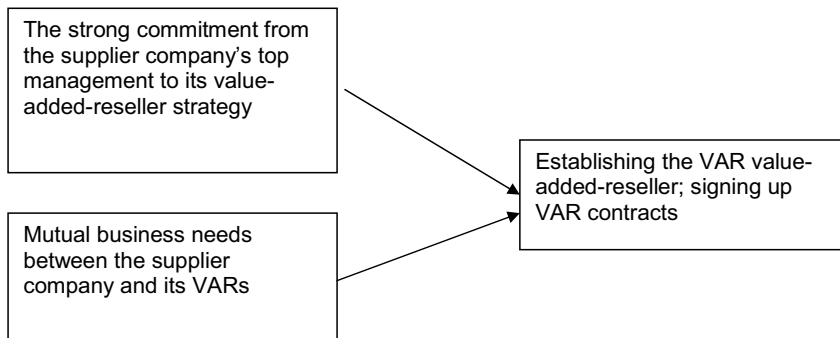 The strong commitment from
the supplier company’s top
management to its value-
added-reseller strategy
Establishing the VAR value-
added-reseller; signing up
VAR contracts
Mutual business needs
between the supplier
company and its VARs